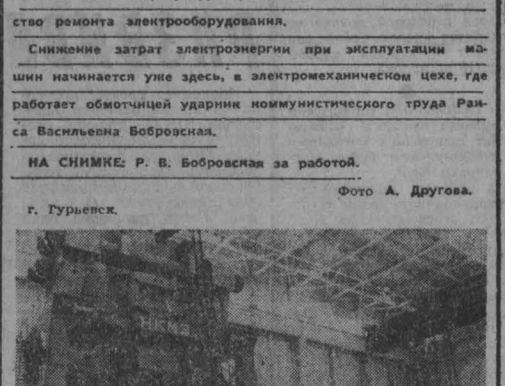 ство ремонта электрооборудования.
Снижение затрат электроэнергии при эксплуатации ма-
шин начинается уже здесь, в электромеханическом цехе, где
работает обмотчицей ударник коммунистического труда Раи-
са Васильевна Бобровская.
НА СНИМКЕ: Р. В. Бобровская за работой.
Фото А. Другова.
г. Гурьевск.
НКМЗ